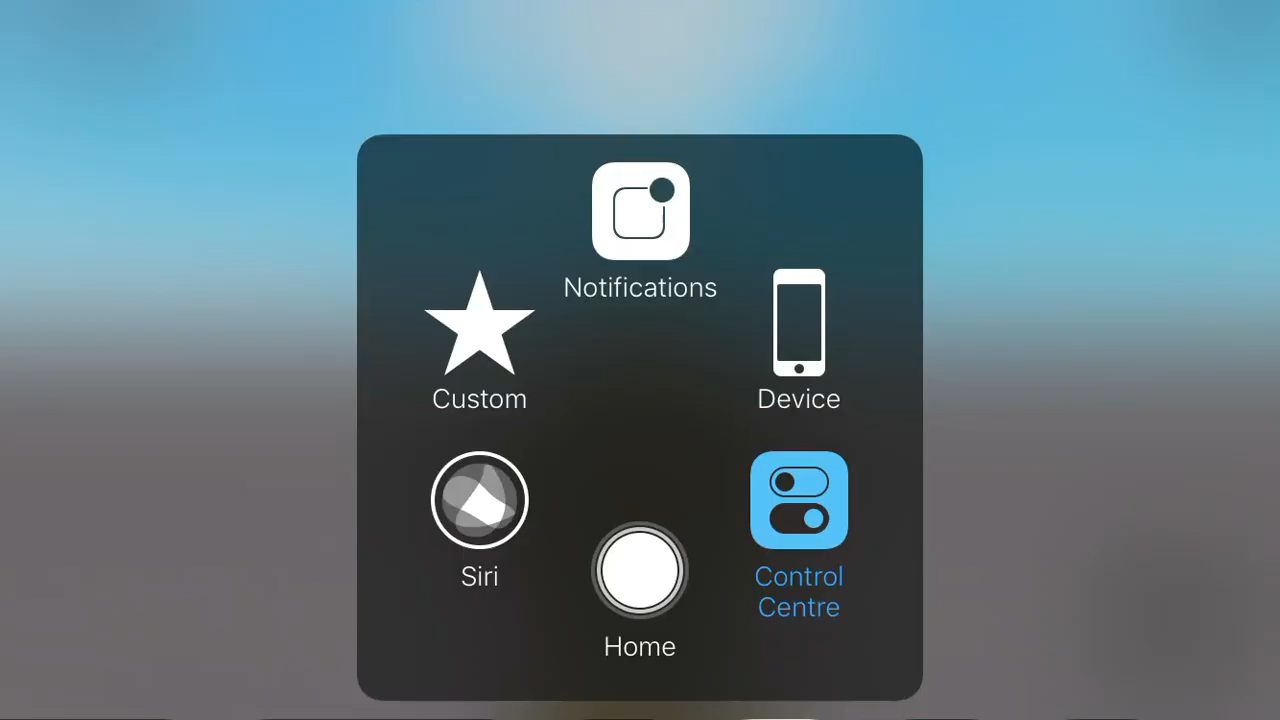 Notifications
Custom
Device
Siri
Control
Centre
Home